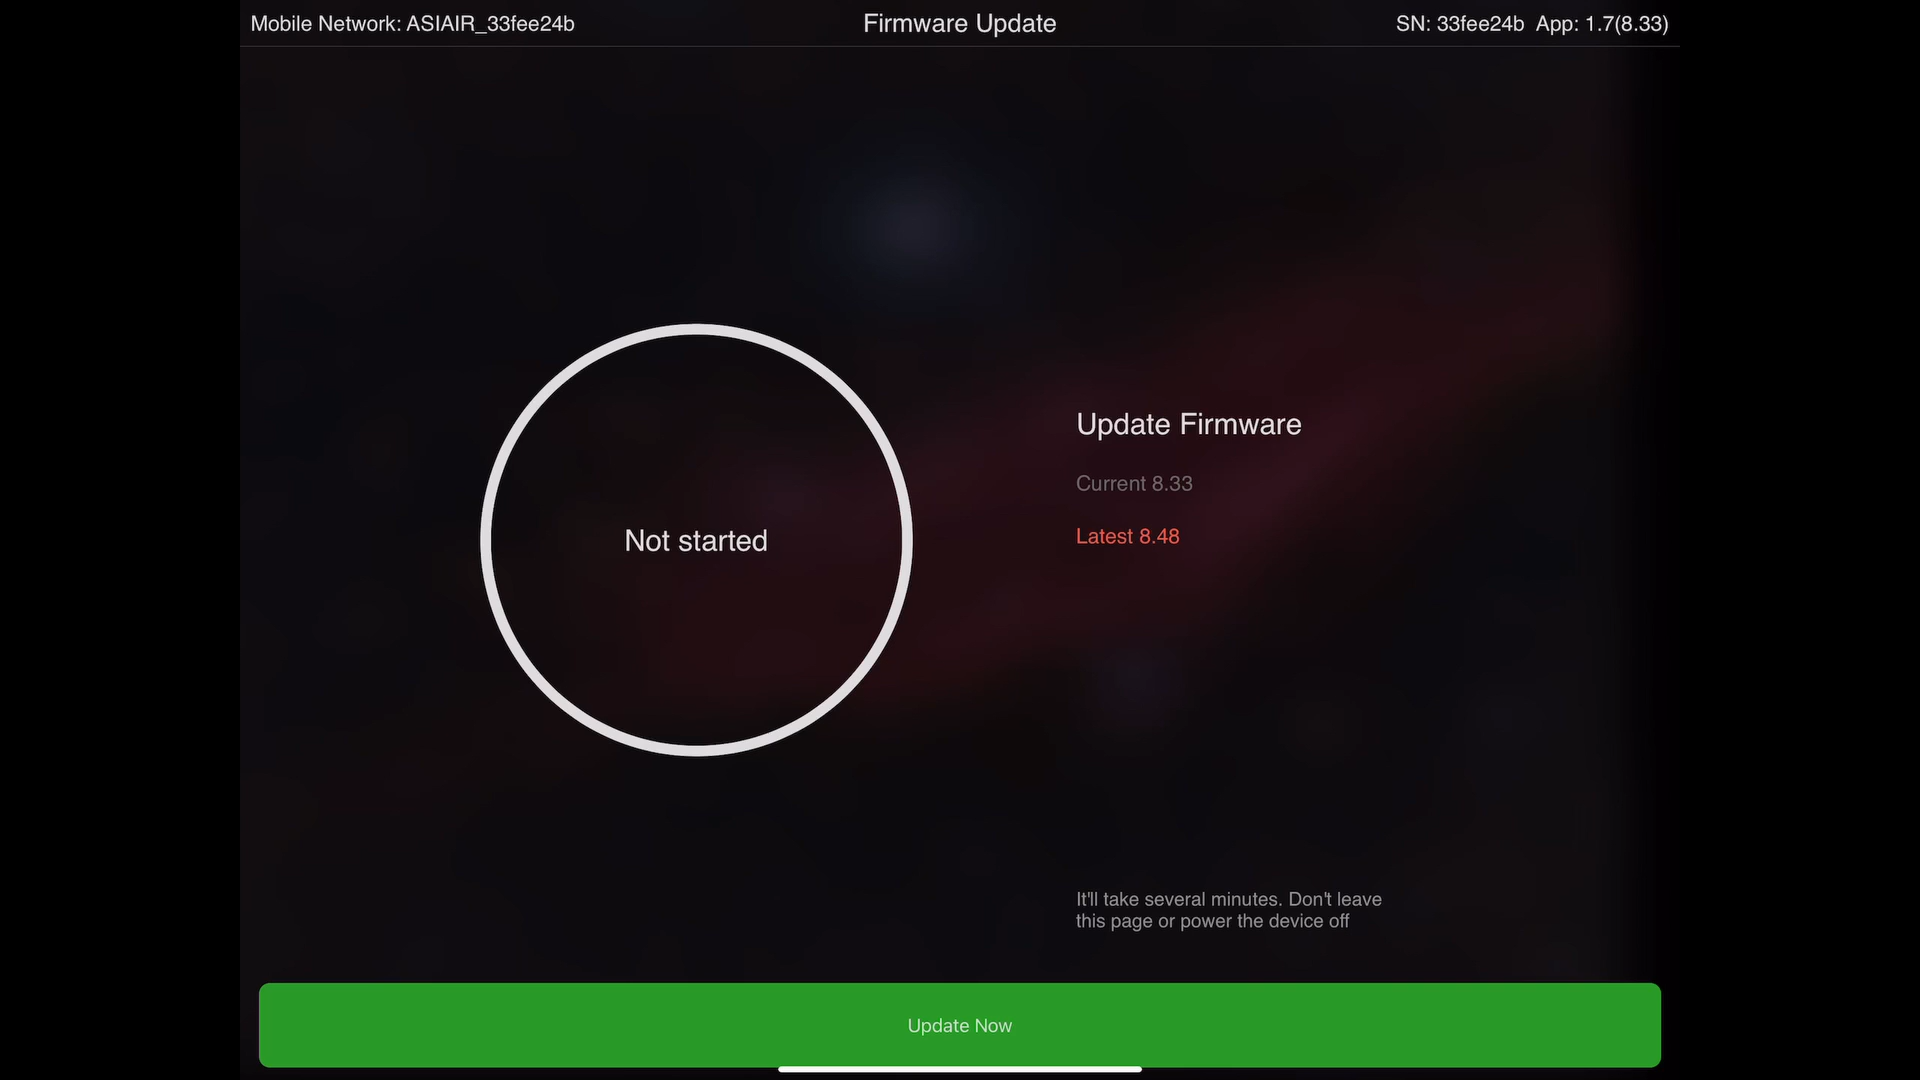 Mobile Network: ASIAIR_33fee24b
Firmware Update
SN: 33fee24b App: 1.7(8.33)
Not started
Update Firmware
Current 8.33
Latest 8.48
It'll take several minutes. Don't leave
this page or power the device off
Update Now